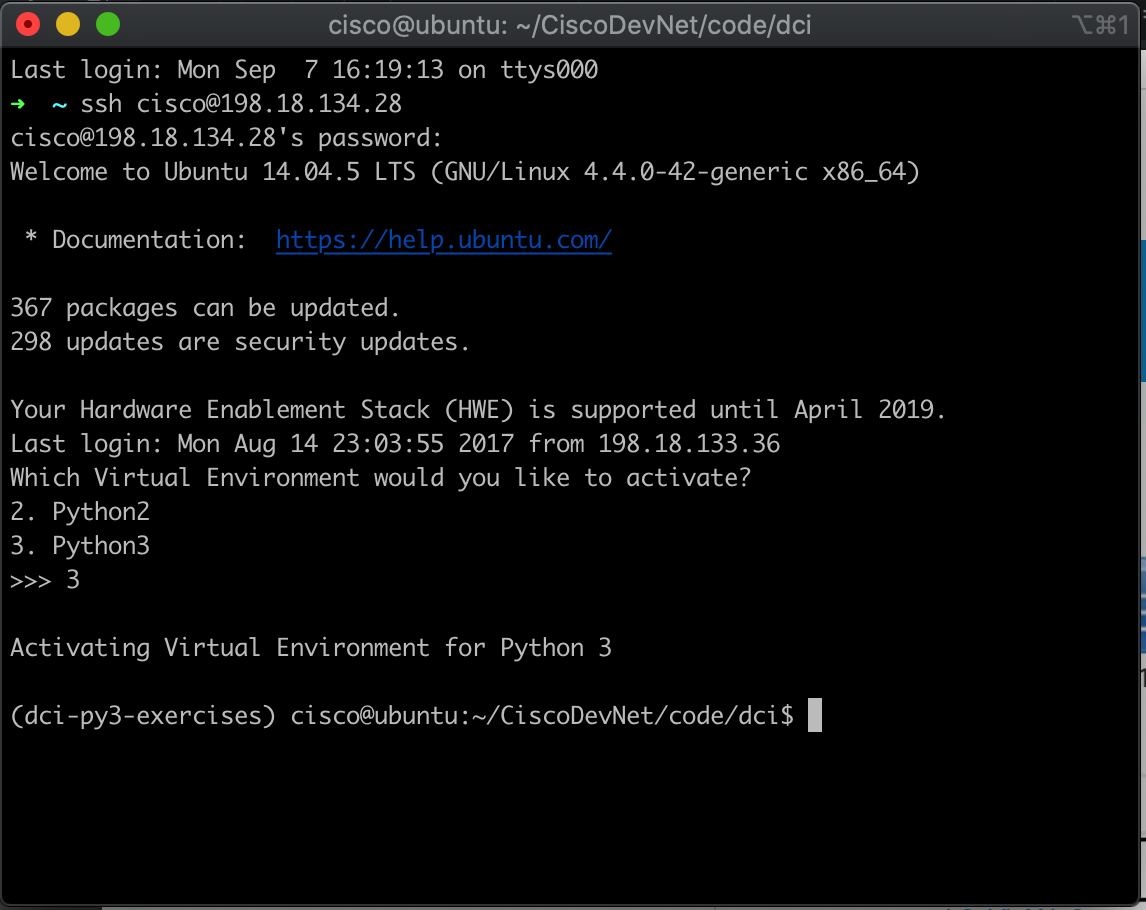 cisco@ubuntu: ~/CiscoDevNet/code/dci ⌥⌘1
Last login: Mon Sep  7 16:19:13 on ttys000
➜  ~ ssh cisco@198.18.134.28
cisco@198.18.134.28's password:
Welcome to Ubuntu 14.04.5 LTS (GNU/Linux 4.4.0-42-generic x86_64)
 * Documentation:  https://help.ubuntu.com/
367 packages can be updated.
298 updates are security updates.
Your Hardware Enablement Stack (HWE) is supported until April 2019.
Last login: Mon Aug 14 23:03:55 2017 from 198.18.133.36
Which Virtual Environment would you like to activate?
2. Python2
3. Python3
>>> 3
Activating Virtual Environment for Python 3
(dci-py3-exercises) cisco@ubuntu:~/CiscoDevNet/code/dci$